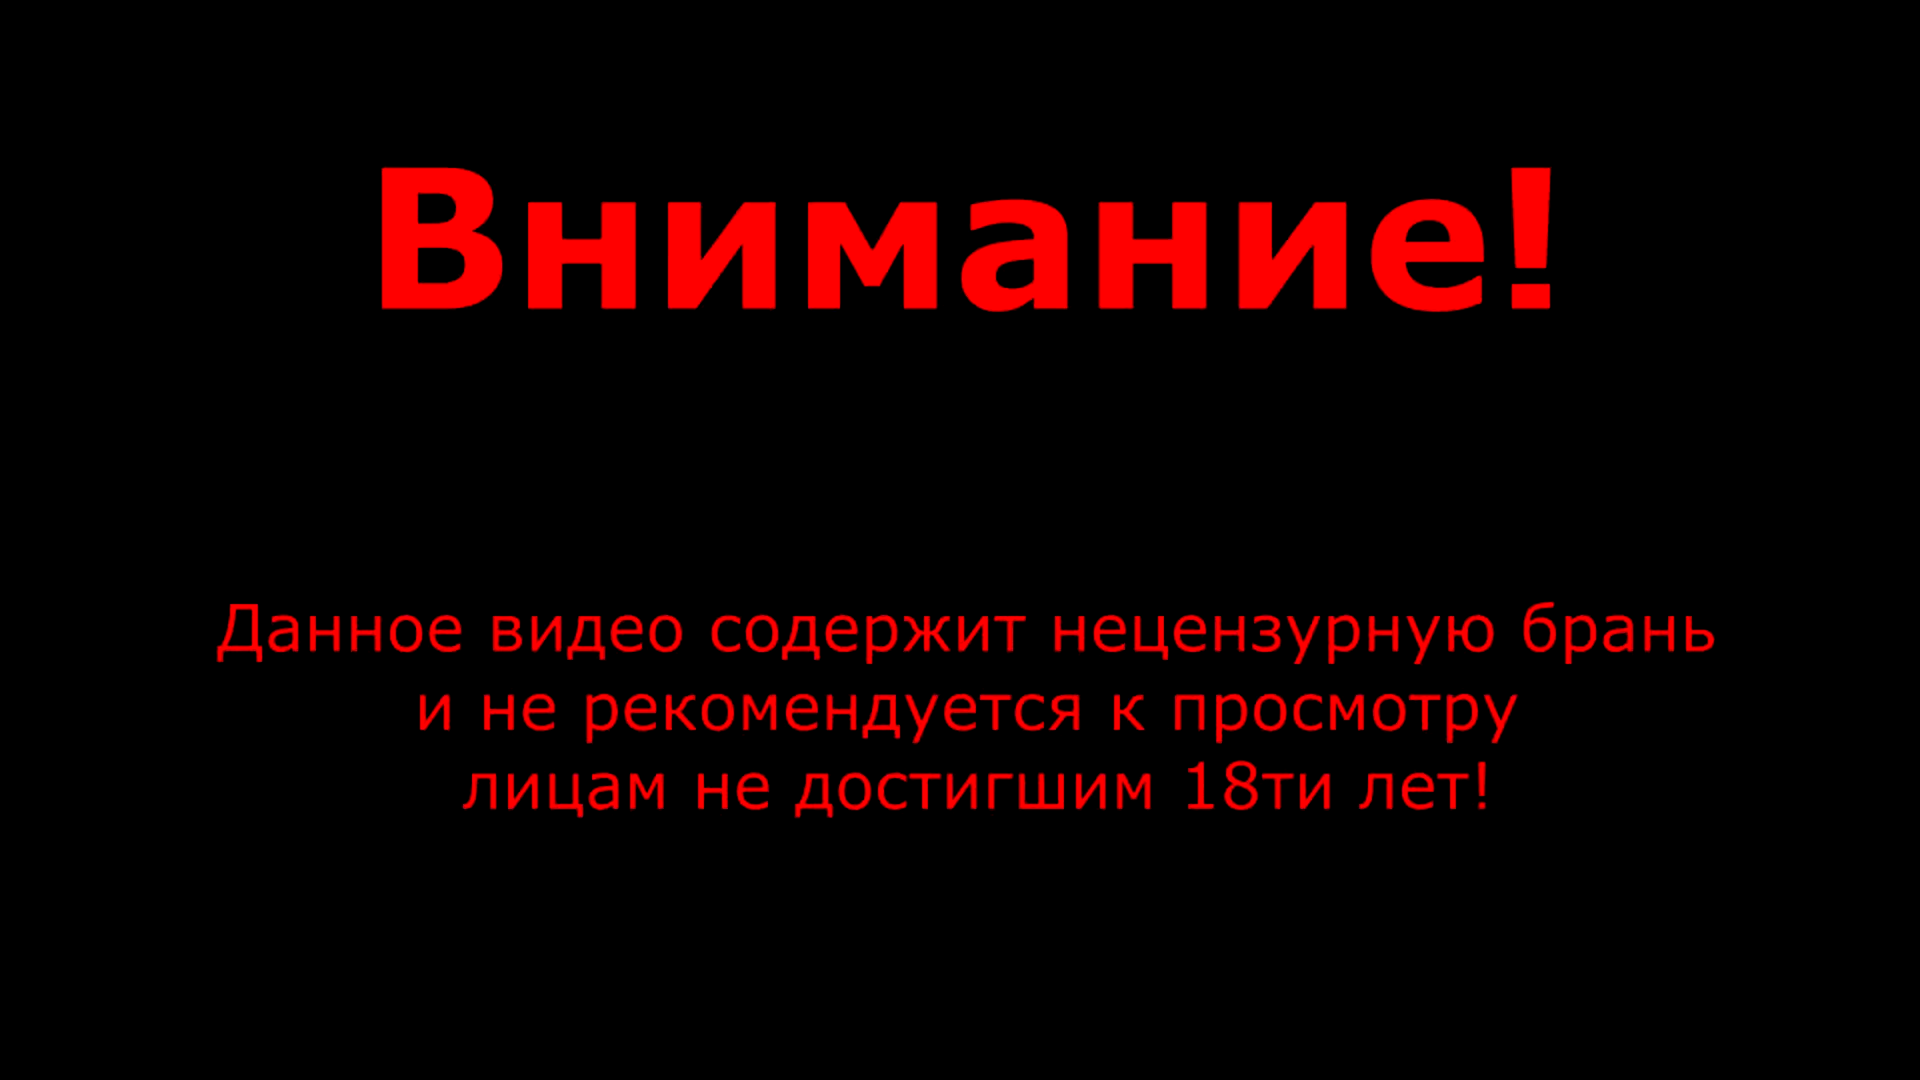 Внимание!
Данное видео содержит нецензурную брань
и не рекомендуется к просмотру
лицам не достигшим 18ти лет!